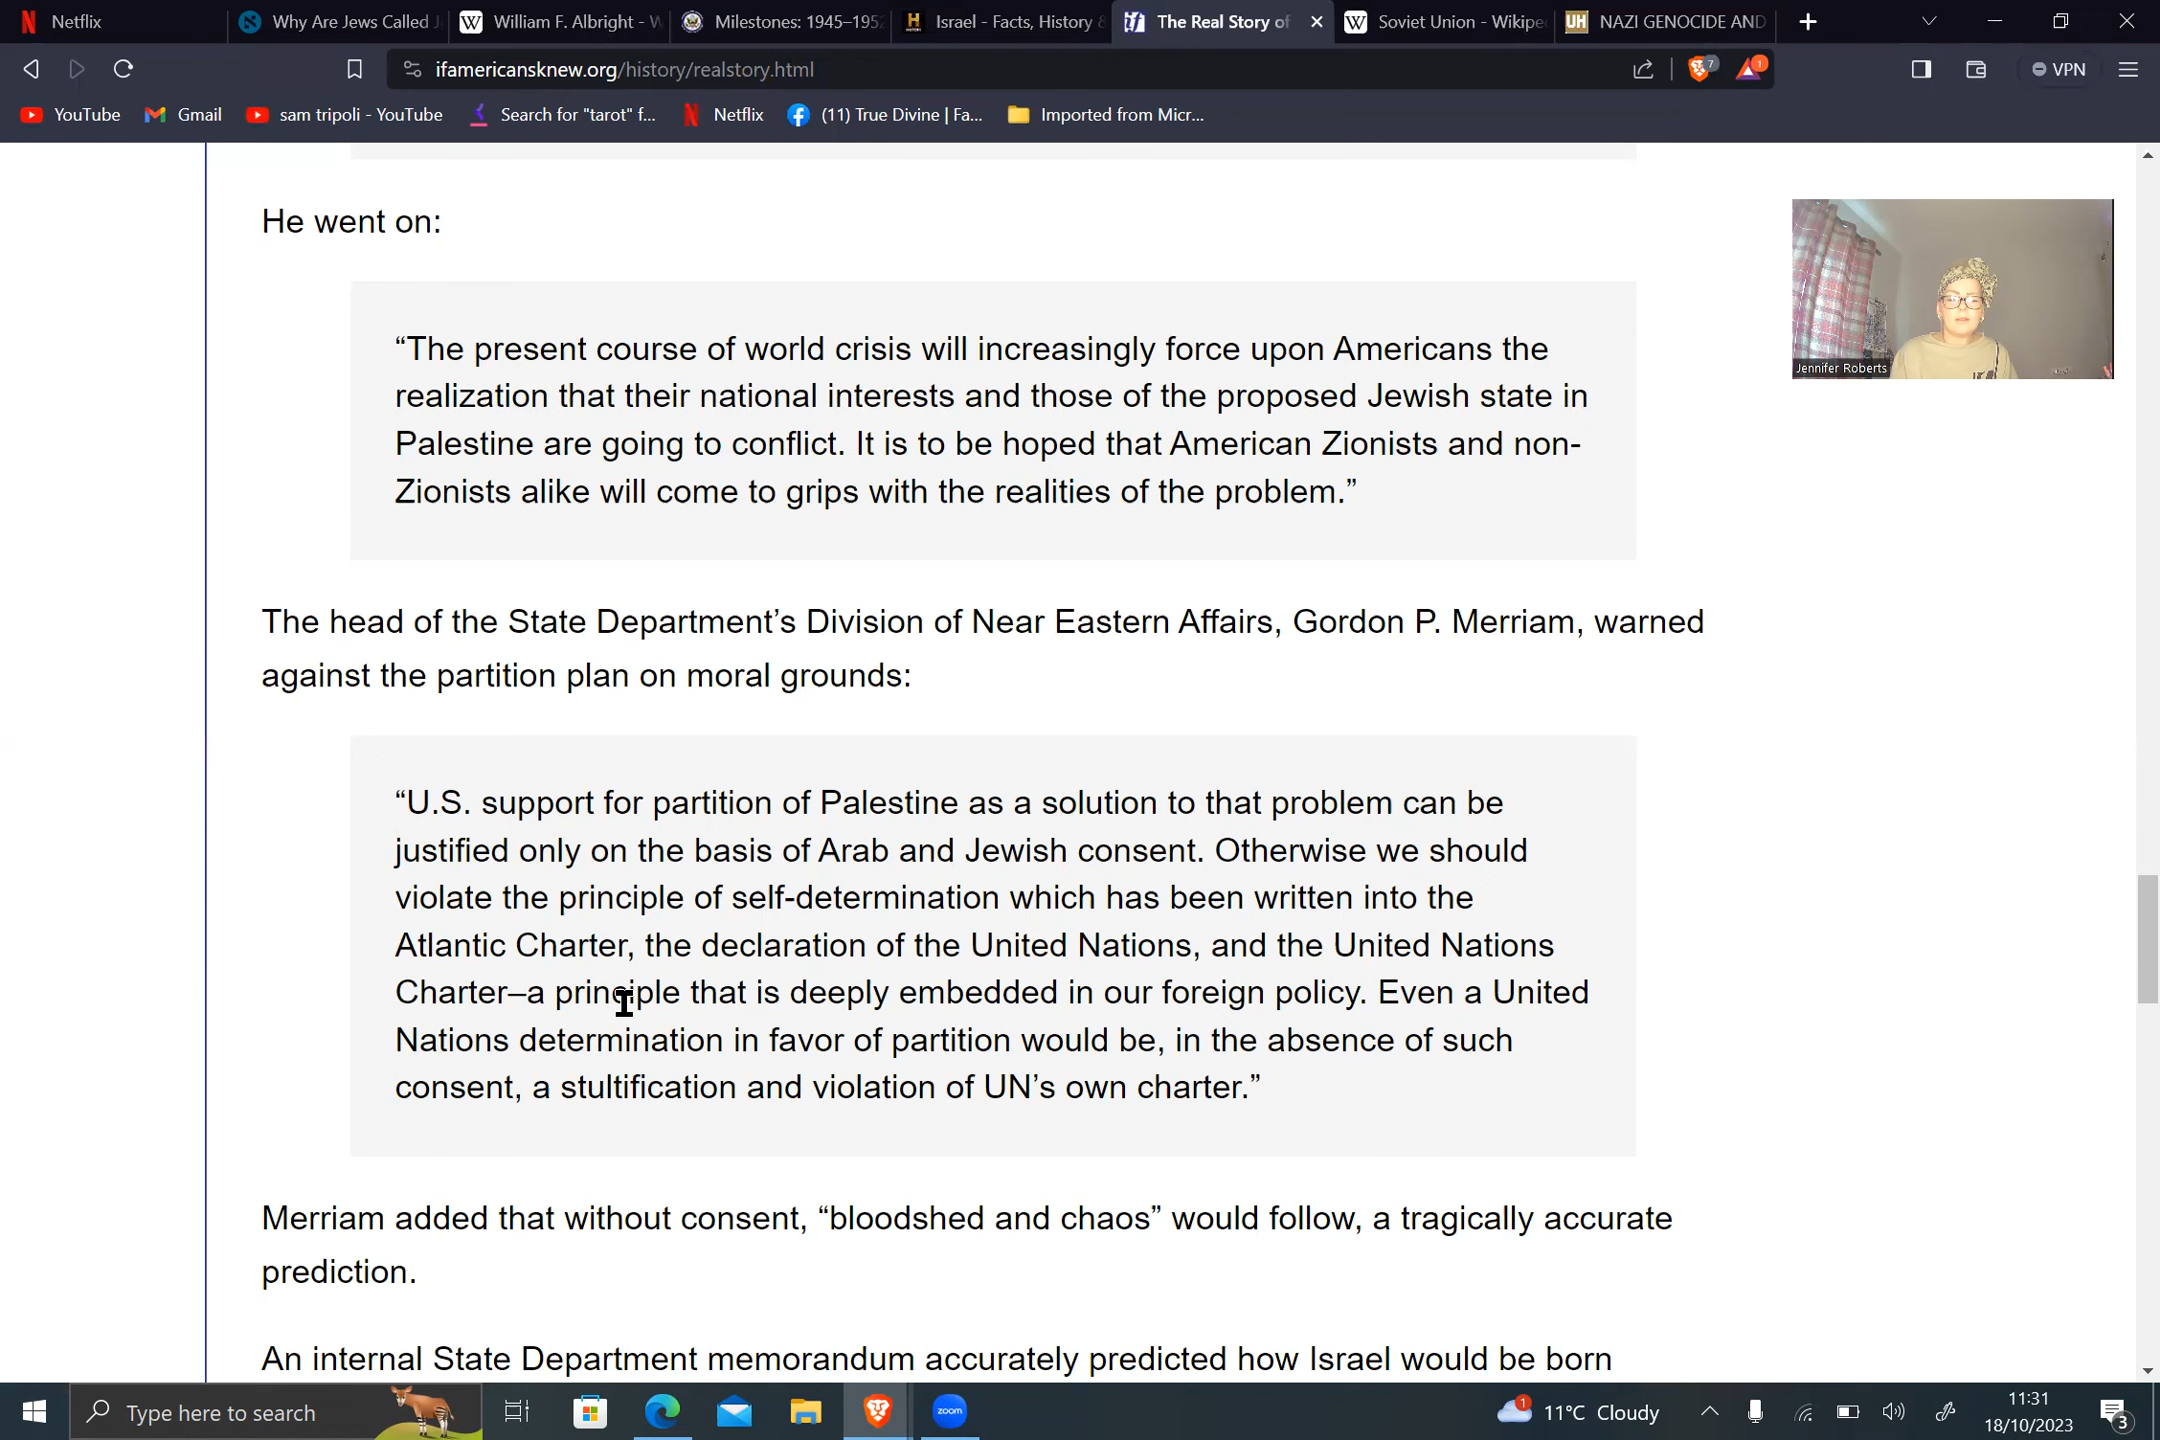 Netflix
Why Are Jews Called J
William F. Albright - W
Milestones: 1945–1952
Israel - Facts, History &
The Real Story of
Soviet Union - Wikipe
NAZI GENOCIDE AND
ifamericansknew.org/history/realstory.html
7
1
VPN
YouTube
Gmail
sam tripoli - YouTube
Search for "tarot" f...
Netflix
(11) True Divine | Fa...
Imported from Micr...
He went on:
“The present course of world crisis will increasingly force upon Americans the
realization that their national interests and those of the proposed Jewish state in
Palestine are going to conflict. It is to be hoped that American Zionists and non-
Zionists alike will come to grips with the realities of the problem.”
Jennifer Roberts
The head of the State Department’s Division of Near Eastern Affairs, Gordon P. Merriam, warned
against the partition plan on moral grounds:
“U.S. support for partition of Palestine as a solution to that problem can be
justified only on the basis of Arab and Jewish consent. Otherwise we should
violate the principle of self-determination which has been written into the
Atlantic Charter, the declaration of the United Nations, and the United Nations
Charter–a principle that is deeply embedded in our foreign policy. Even a United
Nations determination in favor of partition would be, in the absence of such
consent, a stultification and violation of UN’s own charter.”
Merriam added that without consent, “bloodshed and chaos” would follow, a tragically accurate
prediction.
An internal State Department memorandum accurately predicted how Israel would be born
Type here to search
zoom
1
11°C Cloudy
11:31
18/10/2023
3